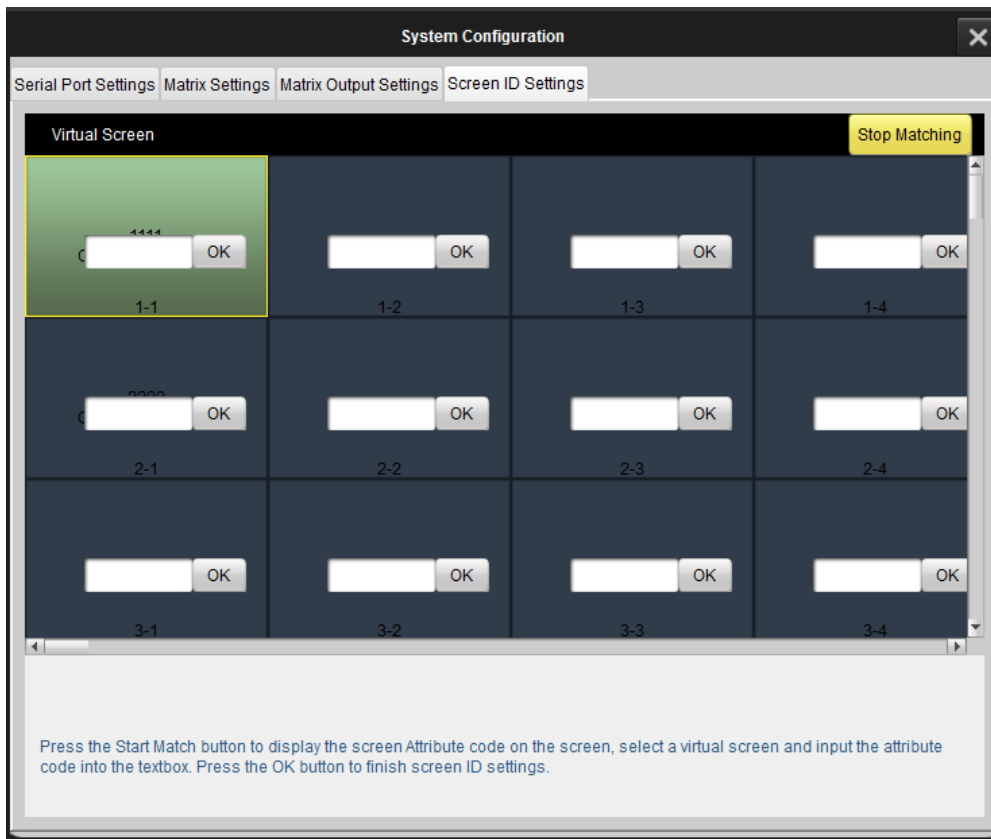 System Configuration
Serial Port Settings Matrix Settings Matrix Output Settings Screen ID Settings
Virtual Screen Stop Matching
OK OK OK OK
1-1 1-2 1-3 1-4
OK OK OK OK
2-1 2-2 2-3 2-4
OK OK OK OK
3-1 3-2 3-3 3-4
Press the Start Match button to display the screen Attribute code on the screen, select a virtual screen and input the attribute
code into the textbox. Press the OK button to finish screen ID settings.